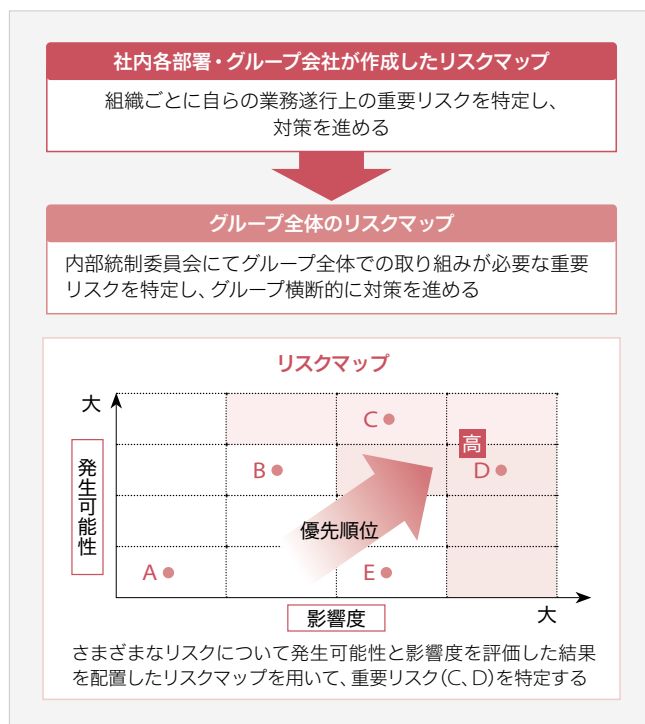 社内各部署・グループ会社が作成したリスクマップ
組織ごとに自らの業務遂行上の重要リスクを特定し、
対策を進める
グループ全体のリスクマップ
内部統制委員会にてグループ全体での取り組みが必要な重要
リスクを特定し、グループ横断的に対策を進める
リスクマップ
大
発生可能性
C
高
B
D
優先順位
A
E
影響度
大
さまざまなリスクについて発生可能性と影響度を評価した結果
を配置したリスクマップを用いて、重要リスク(C、D)を特定する